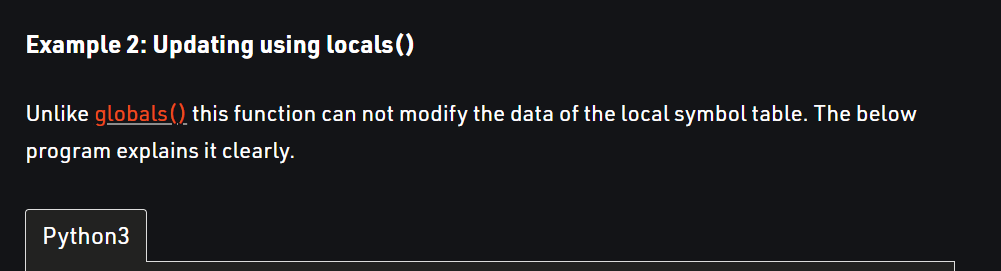 Example 2: Updating using locals()
Unlike globals() this function can not modify the data of the local symbol table. The below
program explains it clearly.
Python3